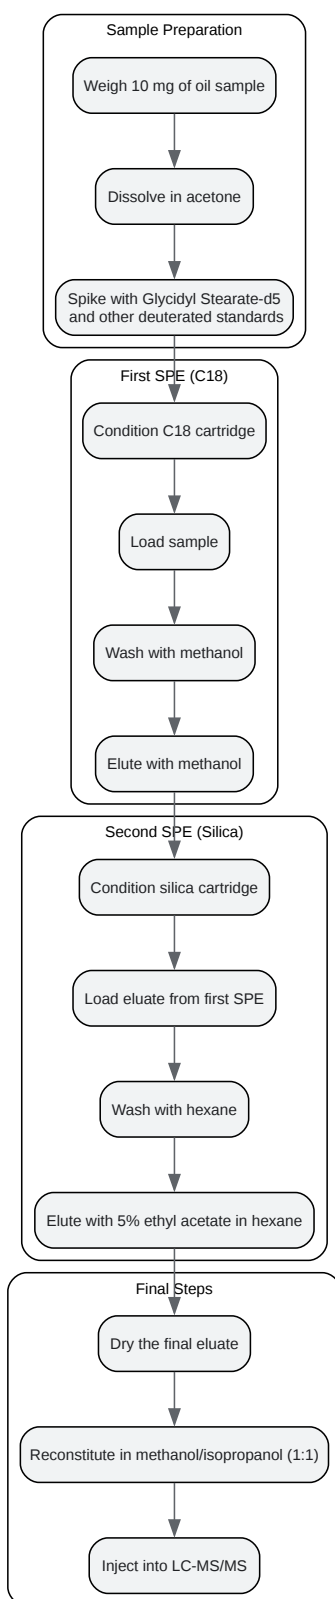 Sample Preparation
Weigh 10 mg of oil sample
Dissolve in acetone
Spike with Glycidyl Stearate-d5
and other deuterated standards
First SPE (C18)
Condition C18 cartridge
Load sample
Wash with methanol
Elute with methanol
Second SPE (Silica)
Condition silica cartridge
Load eluate from first SPE
Wash with hexane
Elute with 5% ethyl acetate in hexane
Final Steps
Dry the final eluate
Reconstitute in methanol/isopropanol (1:1)
Inject into LC-MS/MS